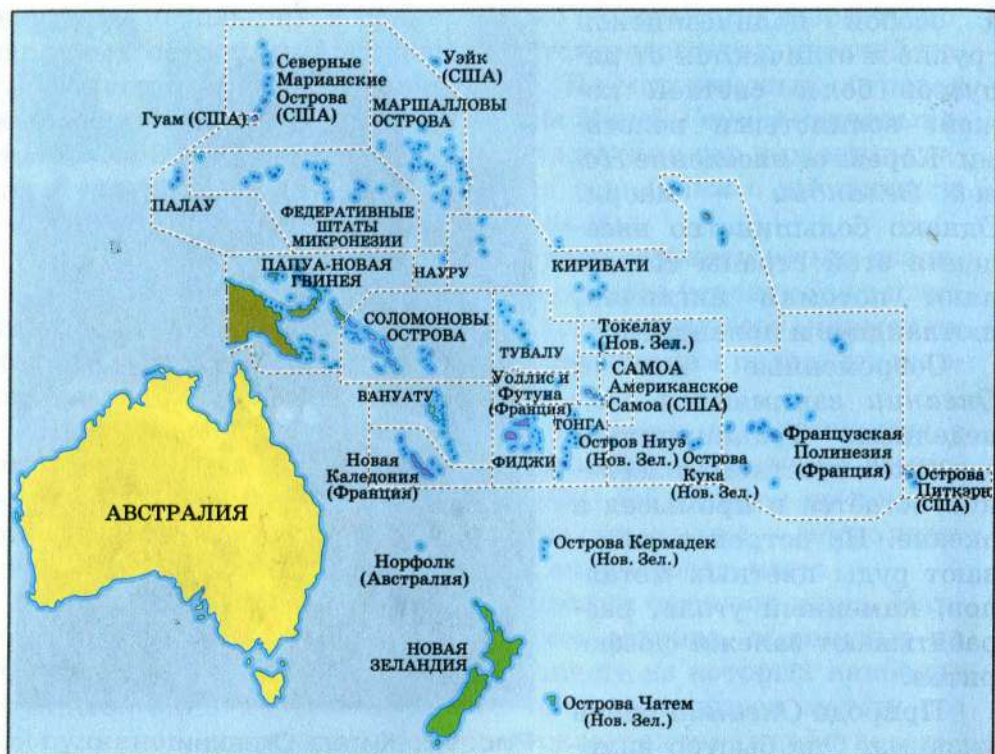 Северные
Марианские
Острова
(США)
Уэйк
(США)
Гуам (США)
МАРШАЛЛОВЫ
ОСТРОВА
ПАЛАУ
ФЕДЕРАТИВНЫЕ
ШТАТЫ
МИКРОНЕЗИИ
ПАПУА-НОВАЯ
ГВИНЕЯ
НАУРУ
КИРИБАТИ
СОЛОМОНОВЫ
ОСТРОВА
ТУВАЛУ
Токелау
(Нов. Зел.)
Уоллис и
Футуна
(Франция)
САМОА
Американское
Самоа (США)
ВАНУАТУ
ТОНГА
ФИДЖИ
Остров Ниуэ
(Нов. Зел.)
Острова
Кука
(Нов. Зел.)
Французская
Полинезия
(Франция)
Острова
Питкэрн
(США)
Новая
Каледония
(Франция)
АВСТРАЛИЯ
Норфолк
(Австралия)
Острова Кермадек
(Нов. Зел.)
НОВАЯ
ЗЕЛАНДИЯ
Острова Чатем
(Нов. Зел.)